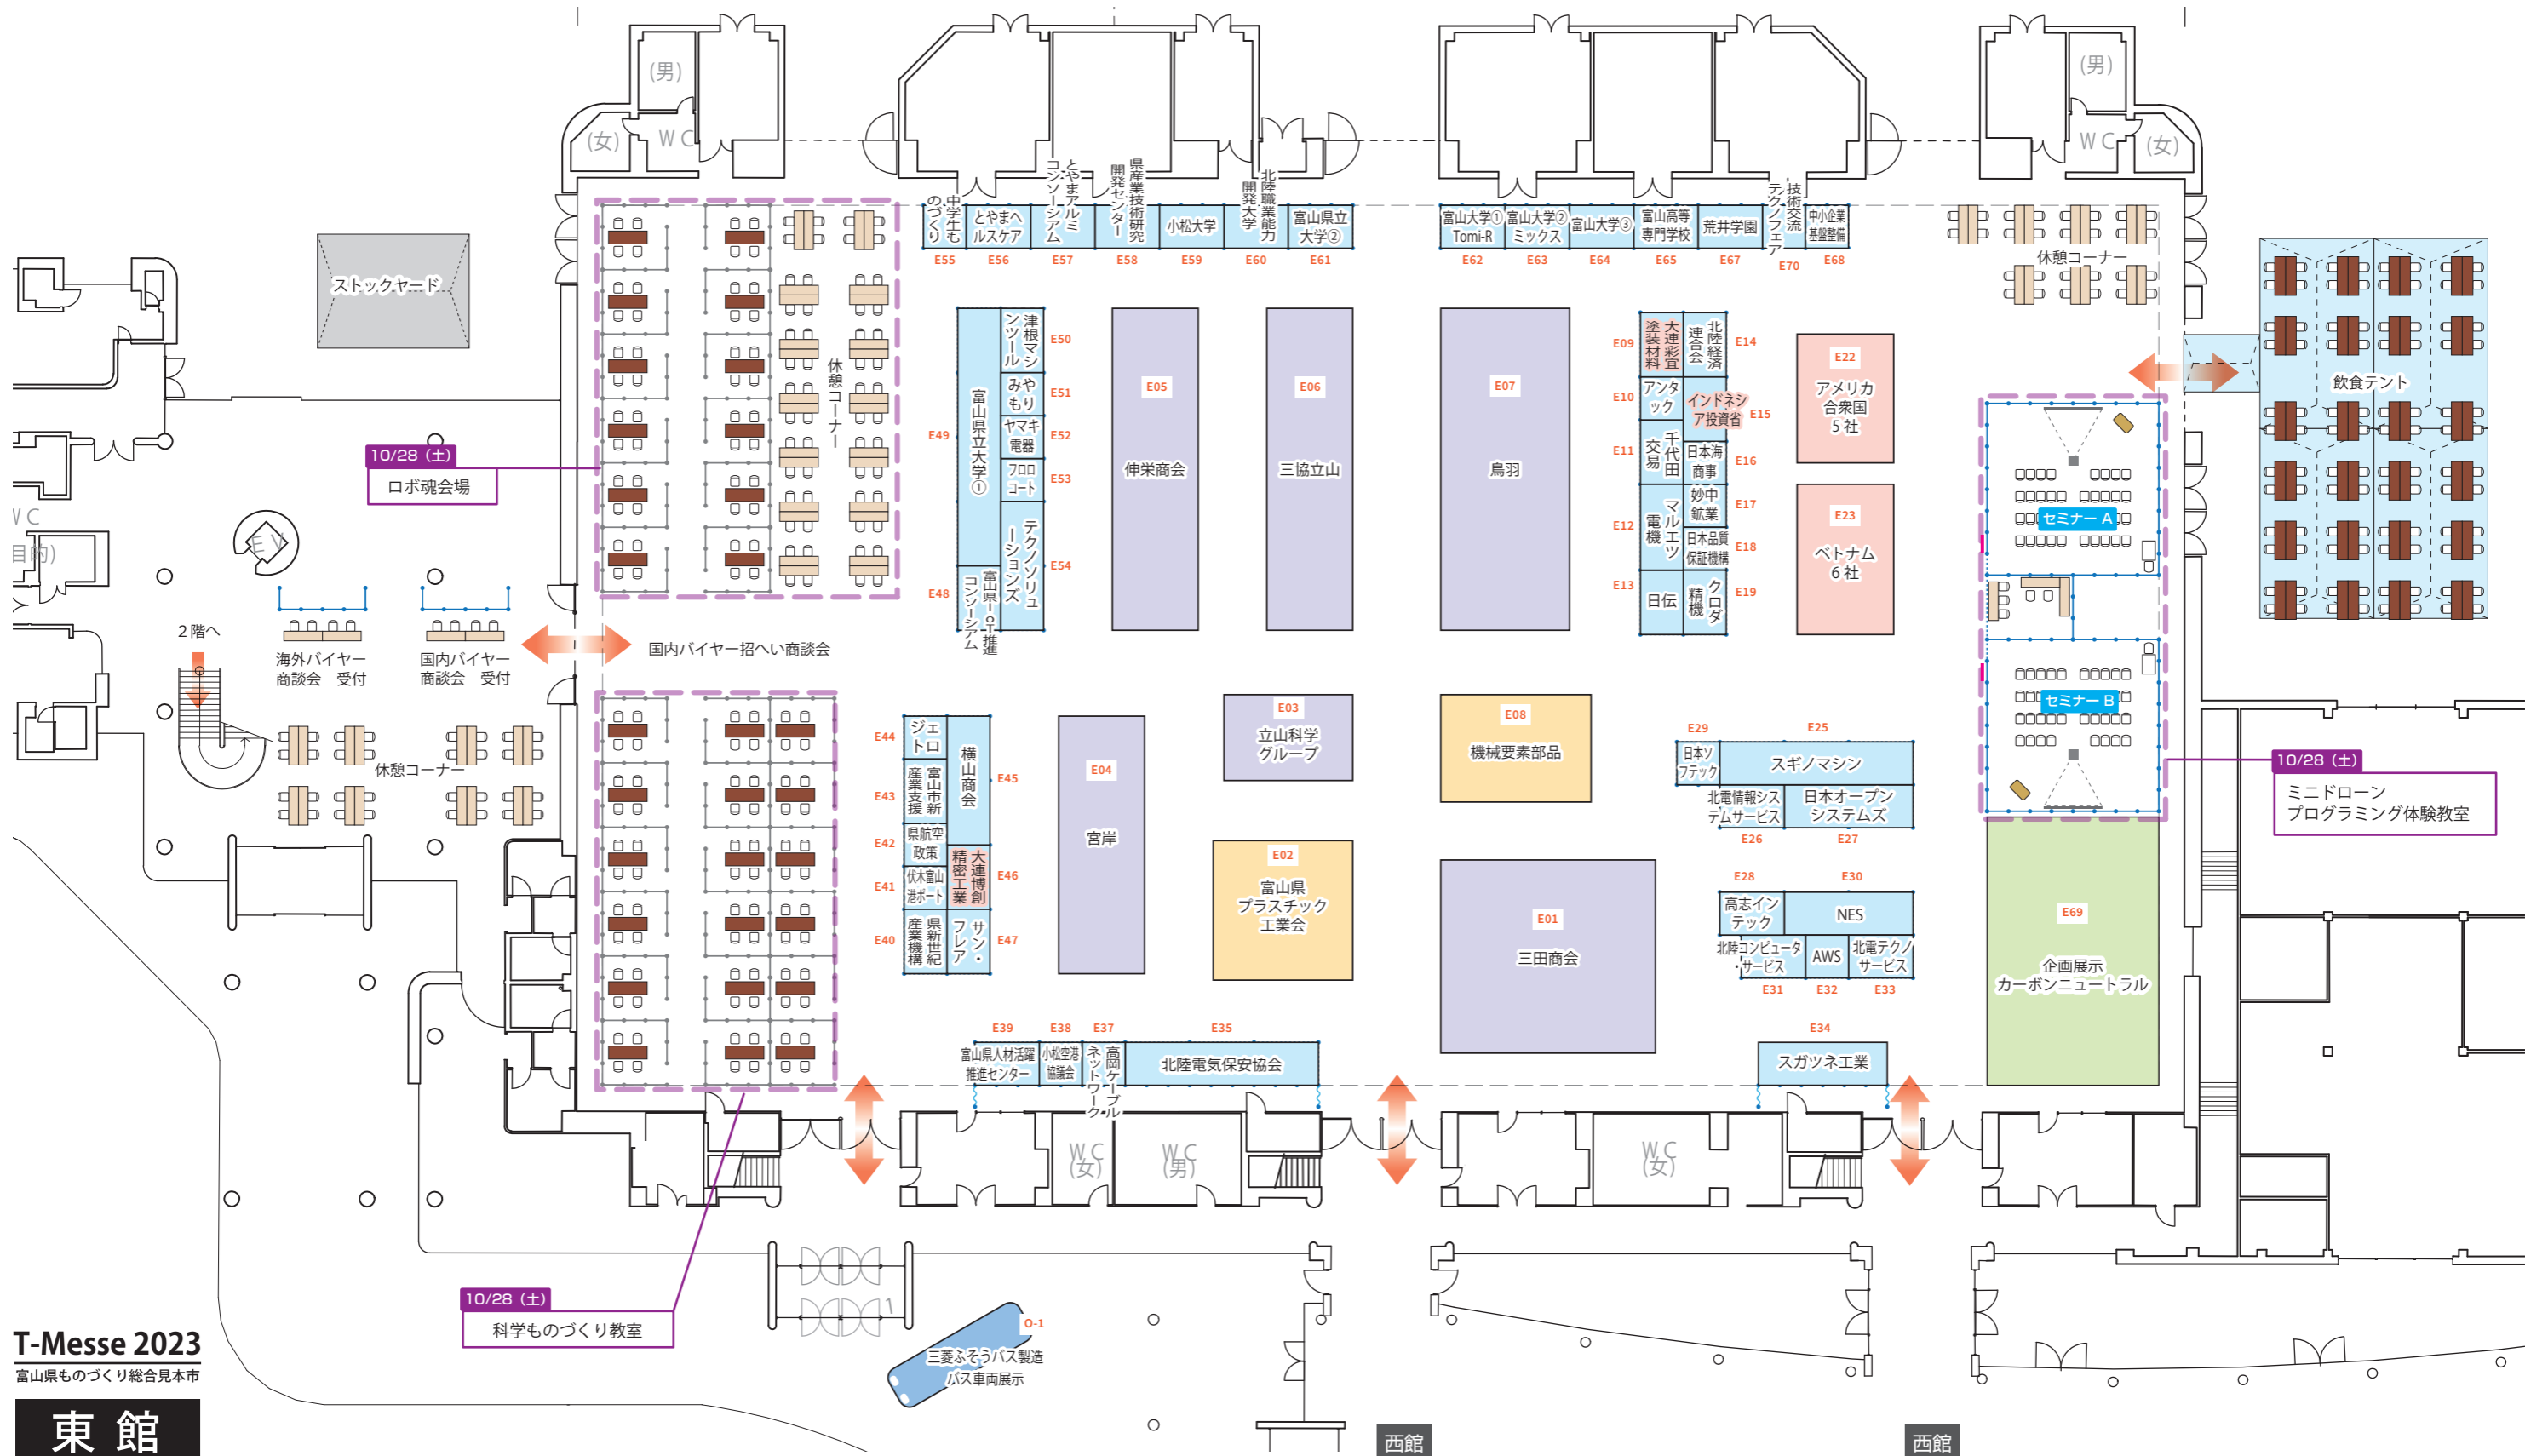 (男)
(女)
WC
(男)
WC
(女)
ストックヤード
中学生も
のづくり
E55
とやまヘ
ルスケア
E56
とやまアルミ
コンソーシアム
E57
県産業技術研究
開発センター
E58
小松大学
E59
北陸職業能力
開発大学
E60
富山県立
大学②
E61
富山大学①
Tomi-R
E62
富山大学②
ミックス
E63
富山大学③
E64
富山高等
専門学校
E65
荒井学園
E67
技術交流
テクノフェア
E70
中小企業
基盤整備
E68
休憩コーナー
飲食テント
休憩コーナー
10/28（土）
ロボ魂会場
E49
富山県立大学①
津根マシ
ンツール
E50
みや
もり
E51
ヤマキ
電器
E52
フロロ
コート
E53
テクノソリュ
ーションズ
E54
E48
富山県IoT推進
コンソーシアム
E05
伸栄商会
E06
三協立山
E07
鳥羽
E09
大連彩宜
塗装材料
北陸経済
連合会
E14
E10
アンタ
ック
インドネシ
ア投資省
E15
E11
千代田
交易
日本海
商事
E16
E12
マルエツ
電機
妙中
鉱業
E17
日本品質
保証機構
E18
E13
日伝
クロダ
精機
E19
E22
アメリカ
合衆国
5 社
E23
ベトナム
6 社
セミナー A
セミナー B
WC
目的)
EV
2階へ
海外バイヤー
商談会　受付
国内バイヤー
商談会　受付
国内バイヤー招へい商談会
休憩コーナー
E44
ジェ
トロ
横山商会
E45
E43
富山市新
産業支援
E42
県航空
政策
大連博創
精密工業
E46
E41
伏木富山
港ポート
E40
県新世紀
産業機構
サン・
フレア
E47
E04
宮岸
E03
立山科学
グループ
E08
機械要素部品
E02
富山県
プラスチック
工業会
E01
三田商会
E29
日本ソ
フテック
E25
スギノマシン
北電情報シス
テムサービス
E26
日本オープン
システムズ
E27
E28
高志イン
テック
E30
NES
北陸コンピュータ
・サービス
E31
AWS
E32
北電テクノ
サービス
E33
10/28（土）
ミニドローン
プログラミング体験教室
E69
企画展示
カーボンニュートラル
E39
富山県人材活躍
推進センター
E38
小松空港
協議会
E37
高岡ケーブル
ネットワーク
E35
北陸電気保安協会
E34
スガツネ工業
WC
(女)
WC
(男)
WC
(女)
10/28（土）
科学ものづくり教室
1
O-1
三菱ふそうバス製造
バス車両展示
T-Messe 2023
富山県ものづくり総合見本市
東 館
西館
西館